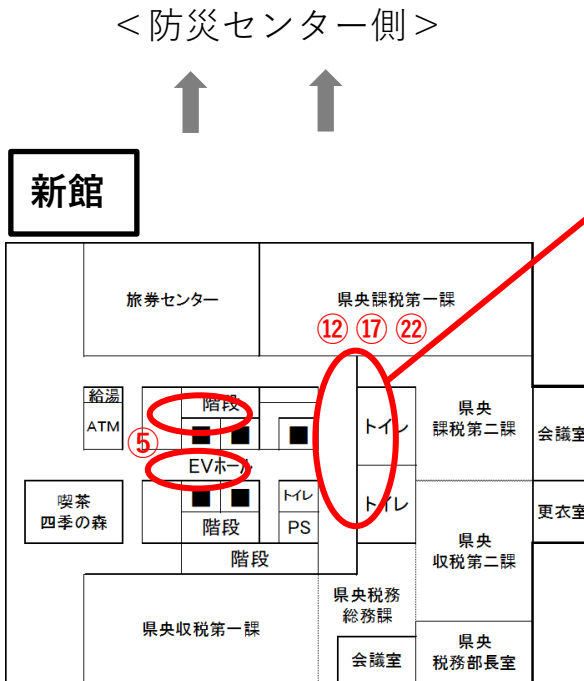 ＜防災センター側＞
新館
旅券センター
県央課税第一課
⑫ ⑰ ㉒
給湯
ATM
階段
⑤
EVホール
トイレ
県央
課税第二課
会議室
喫茶
四季の森
トイレ
トイレ
更衣室
階段
PS
階段
県央
収税第二課
県央税務
総務課
県央収税第一課
会議室
県央
税務部長室